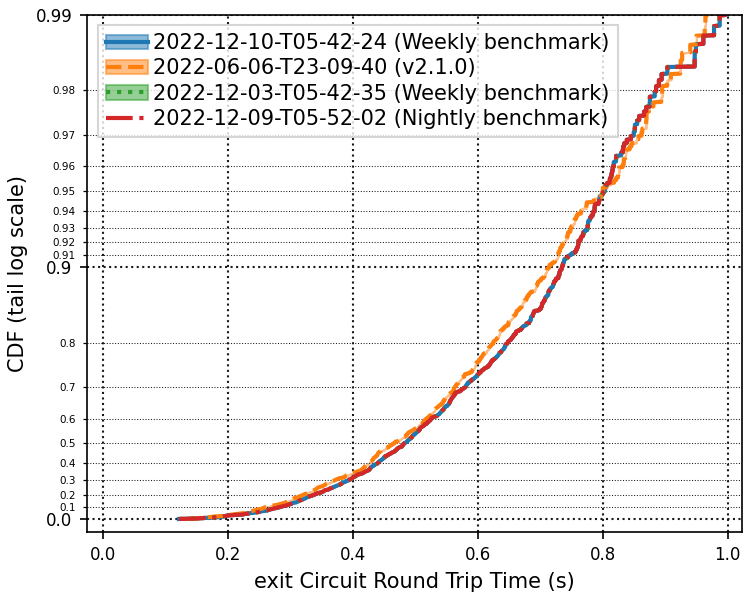 0.99
2022-12-10-T05-42-24 (Weekly benchmark)
2022-06-06-T23-09-40 (v2.1.0)
2022-12-03-T05-42-35 (Weekly benchmark)
2022-12-09-T05-52-02 (Nightly benchmark)
0.98
0.97
0.96
0.95
0.94
0.93
0.92
0.91
0.9
0.8
0.7
0.6
0.5
0.4
0.3
0.2
0.1
0.0
CDF (tail log scale)
0.0 0.2 0.4 0.6 0.8 1.0
exit Circuit Round Trip Time (s)